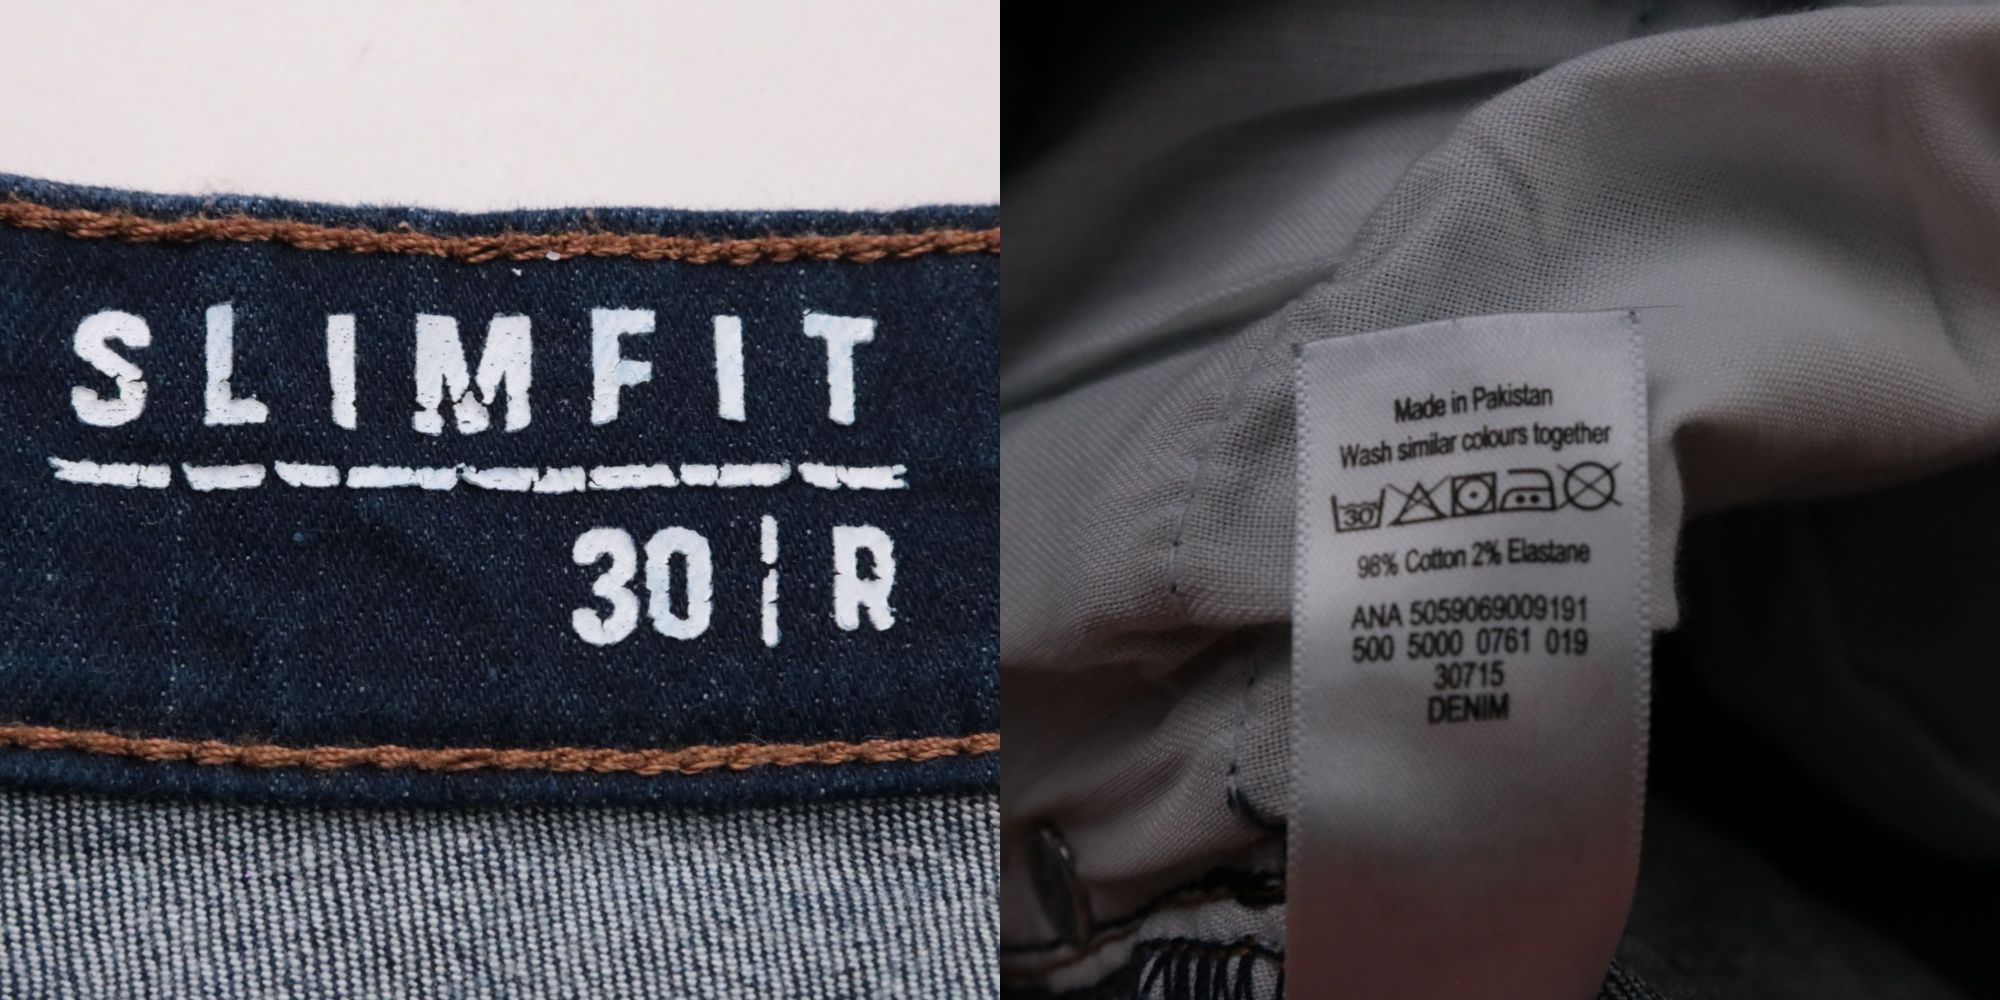 SLIMFIT
30 | R
Made in Pakistan
Wash similar colours together
30
98% Cotton 2% Elastane
ANA 5059069009191
500 5000 0761 019
30715
DENIM